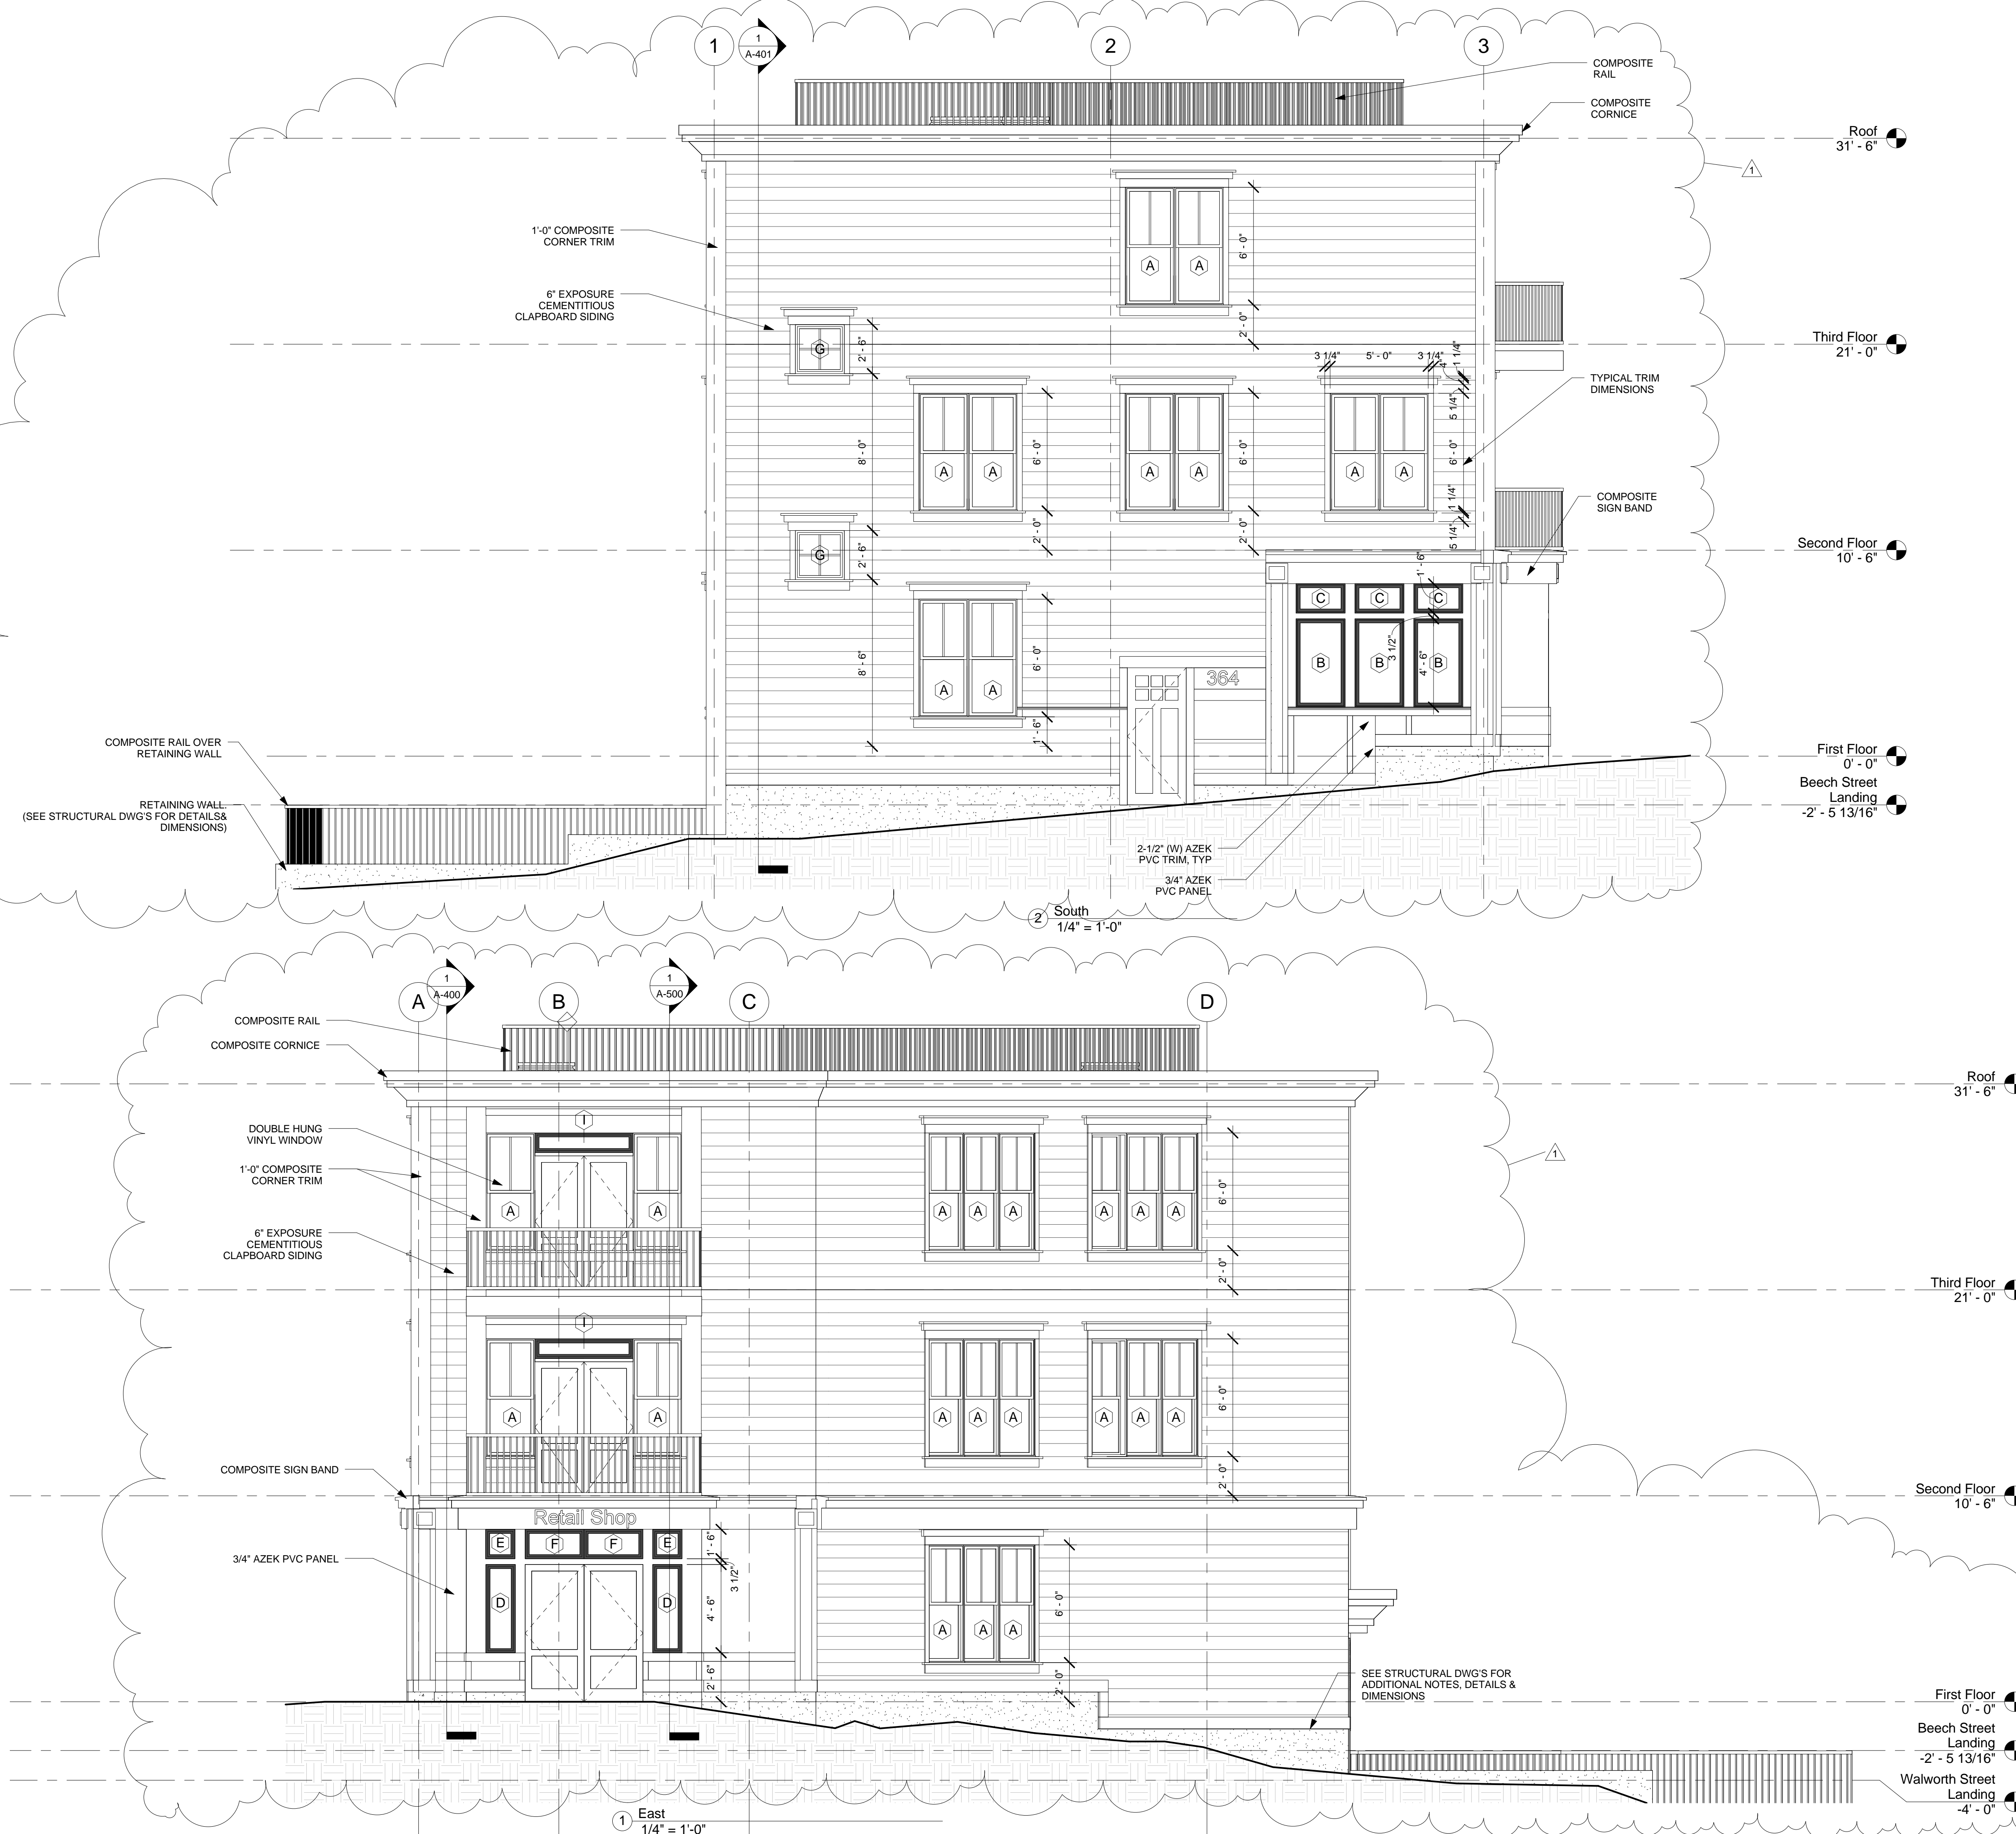 1
1
A-401
2
3
COMPOSITE
RAIL
COMPOSITE
CORNICE
Roof
31' - 6"
1
1'-0" COMPOSITE
CORNER TRIM
A
A
6' - 0"
2' - 0"
6" EXPOSURE
CEMENTITIOUS
CLAPBOARD SIDING
G
2' - 6"
Third Floor
21' - 0"
3 1/4"
5' - 0"
3 1/4"
4"
1 1/4"
TYPICAL TRIM
DIMENSIONS
5 1/4"
8' - 0"
A
A
6' - 0"
A
A
6' - 0"
A
A
6' - 0"
1 1/4"
5 1/4"
2' - 0"
2' - 0"
COMPOSITE
SIGN BAND
G
2' - 6"
Second Floor
10' - 6"
1' - 6"
C
C
C
3 1/2"
B
B
B
4' - 6"
8' - 6"
A
A
6' - 0"
1' - 6"
364
COMPOSITE RAIL OVER
RETAINING WALL
First Floor
0' - 0"
Beech Street
Landing
-2' - 5 13/16"
RETAINING WALL.
(SEE STRUCTURAL DWG'S FOR DETAILS&
DIMENSIONS)
2-1/2" (W) AZEK
PVC TRIM, TYP
3/4" AZEK
PVC PANEL
2
South
1/4" = 1'-0"
A
1
A-400
B
1
A-500
C
D
COMPOSITE RAIL
COMPOSITE CORNICE
Roof
31' - 6"
I
DOUBLE HUNG
VINYL WINDOW
1
1'-0" COMPOSITE
CORNER TRIM
A
A
A
A
A
A
A
A
6' - 0"
2' - 0"
6" EXPOSURE
CEMENTITIOUS
CLAPBOARD SIDING
Third Floor
21' - 0"
I
A
A
A
A
A
A
A
A
6' - 0"
2' - 0"
COMPOSITE SIGN BAND
Second Floor
10' - 6"
Retail Shop
E
F
F
E
1' - 6"
3 1/2"
3/4" AZEK PVC PANEL
D
D
4' - 6"
2' - 6"
A
A
A
6' - 0"
2' - 0"
SEE STRUCTURAL DWG'S FOR
ADDITIONAL NOTES, DETAILS &
DIMENSIONS
First Floor
0' - 0"
Beech Street
Landing
-2' - 5 13/16"
Walworth Street
Landing
-4' - 0"
1
East
1/4" = 1'-0"